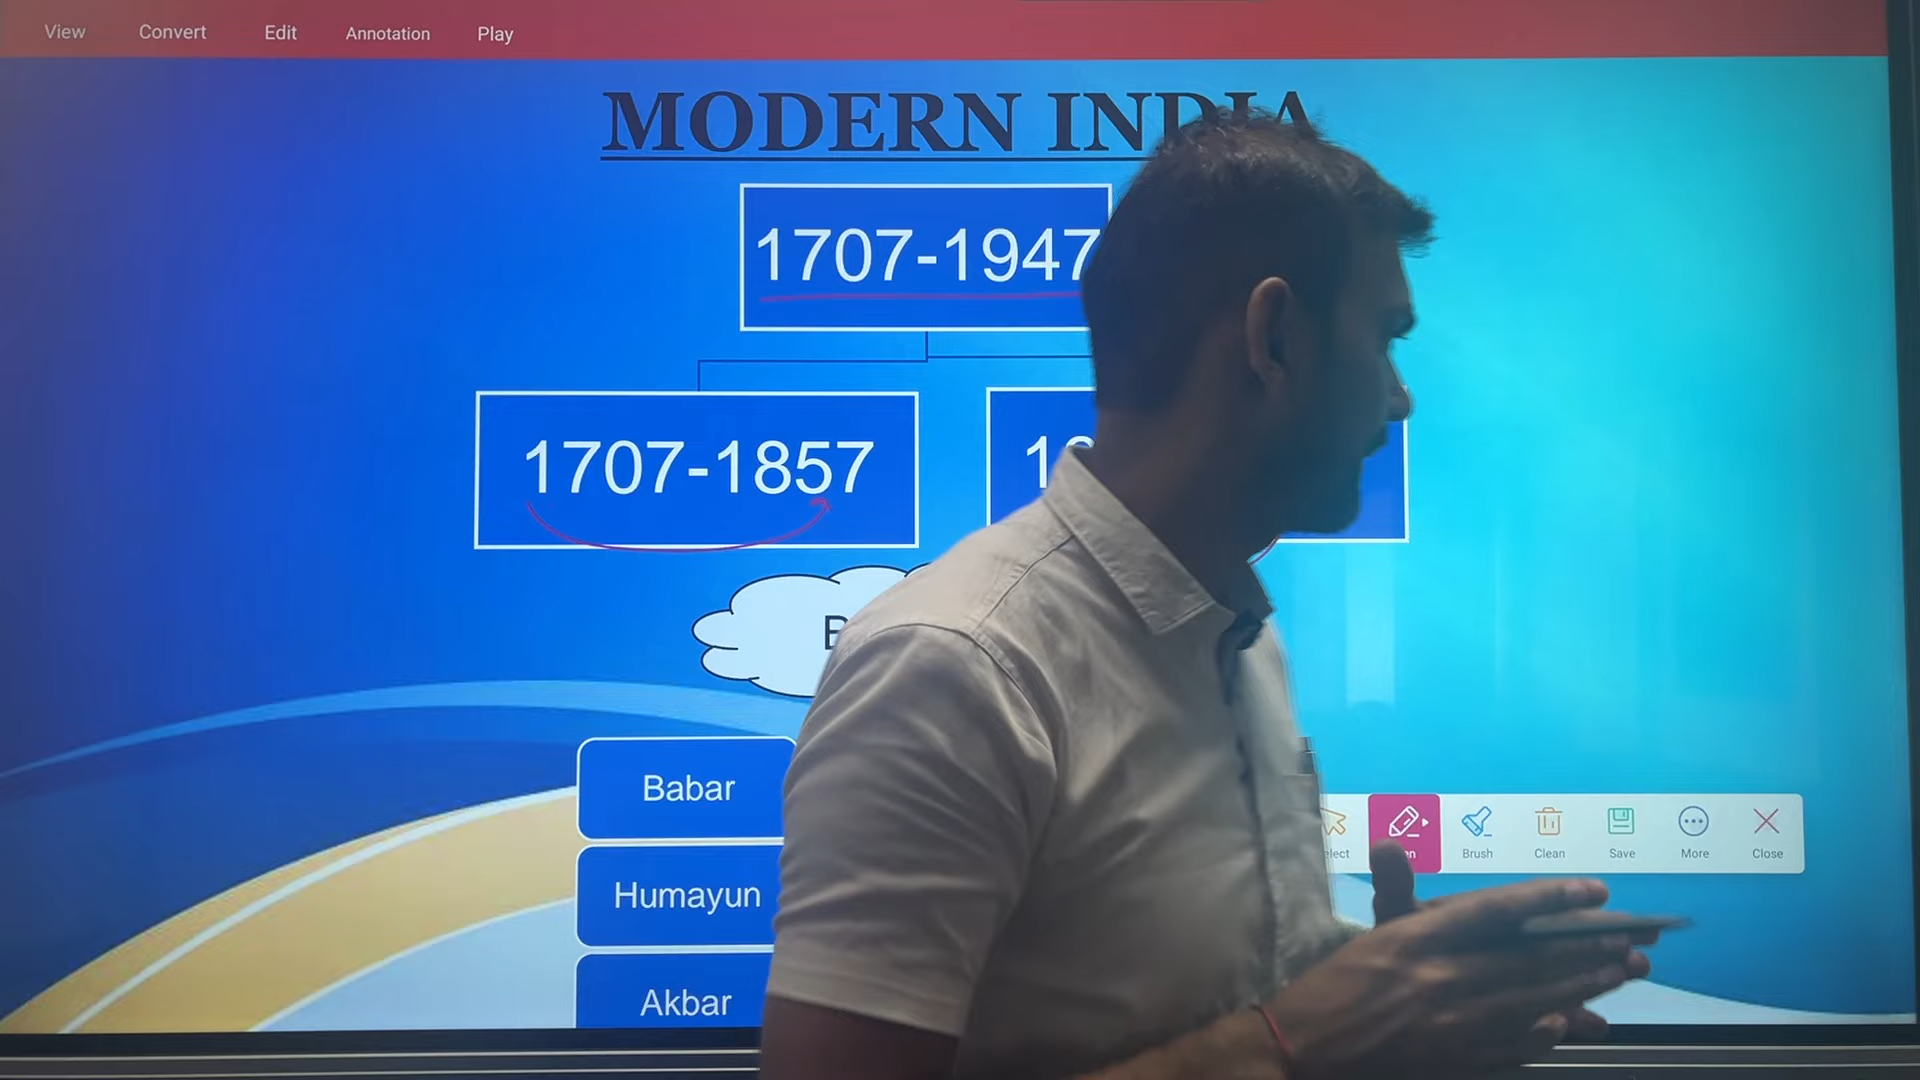 View Convert Edit Annotation Play
MODERN INDIA
1707-1947
1707-1857
Babar
Humayun
Akbar
Brush Clean Save More Close